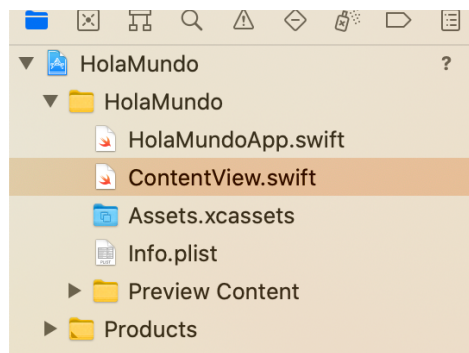 HolaMundo ?
HolaMundo
HolaMundoApp.swift
ContentView.swift
Assets.xcassets
Info.plist
Preview Content
Products